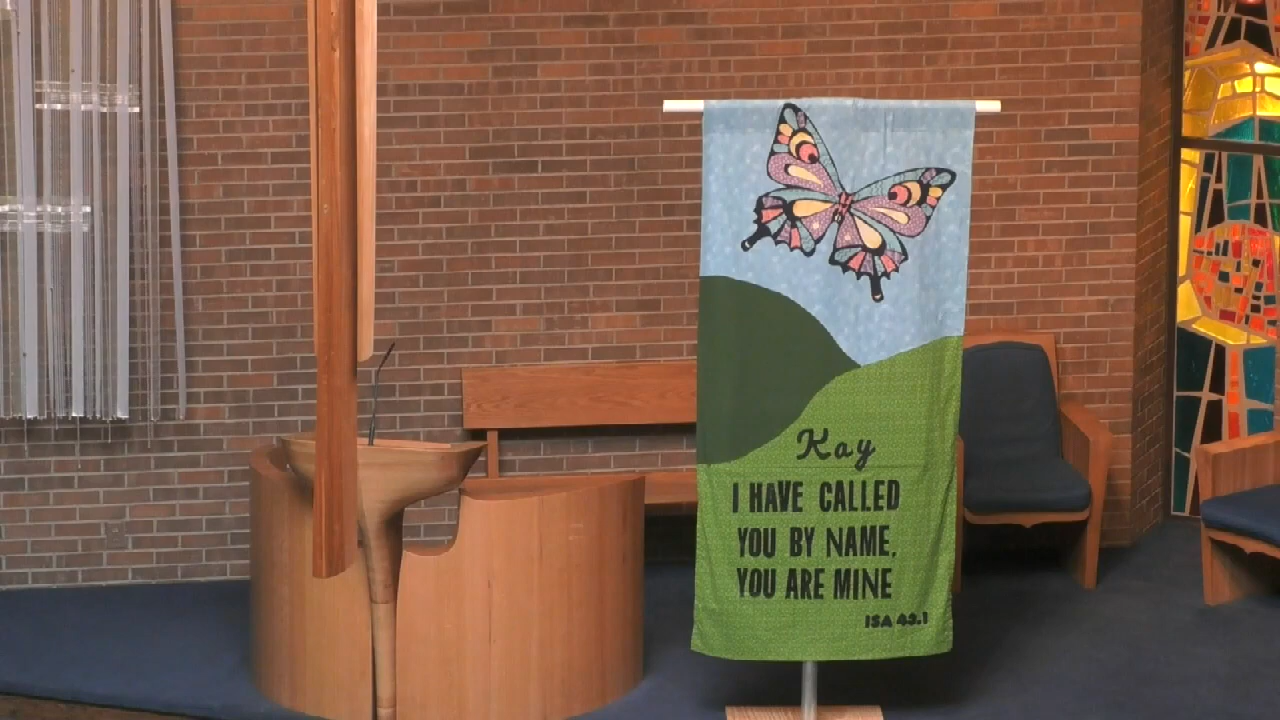 Kay
I HAVE CALLED
YOU BY NAME,
YOU ARE MINE
ISA 43.1